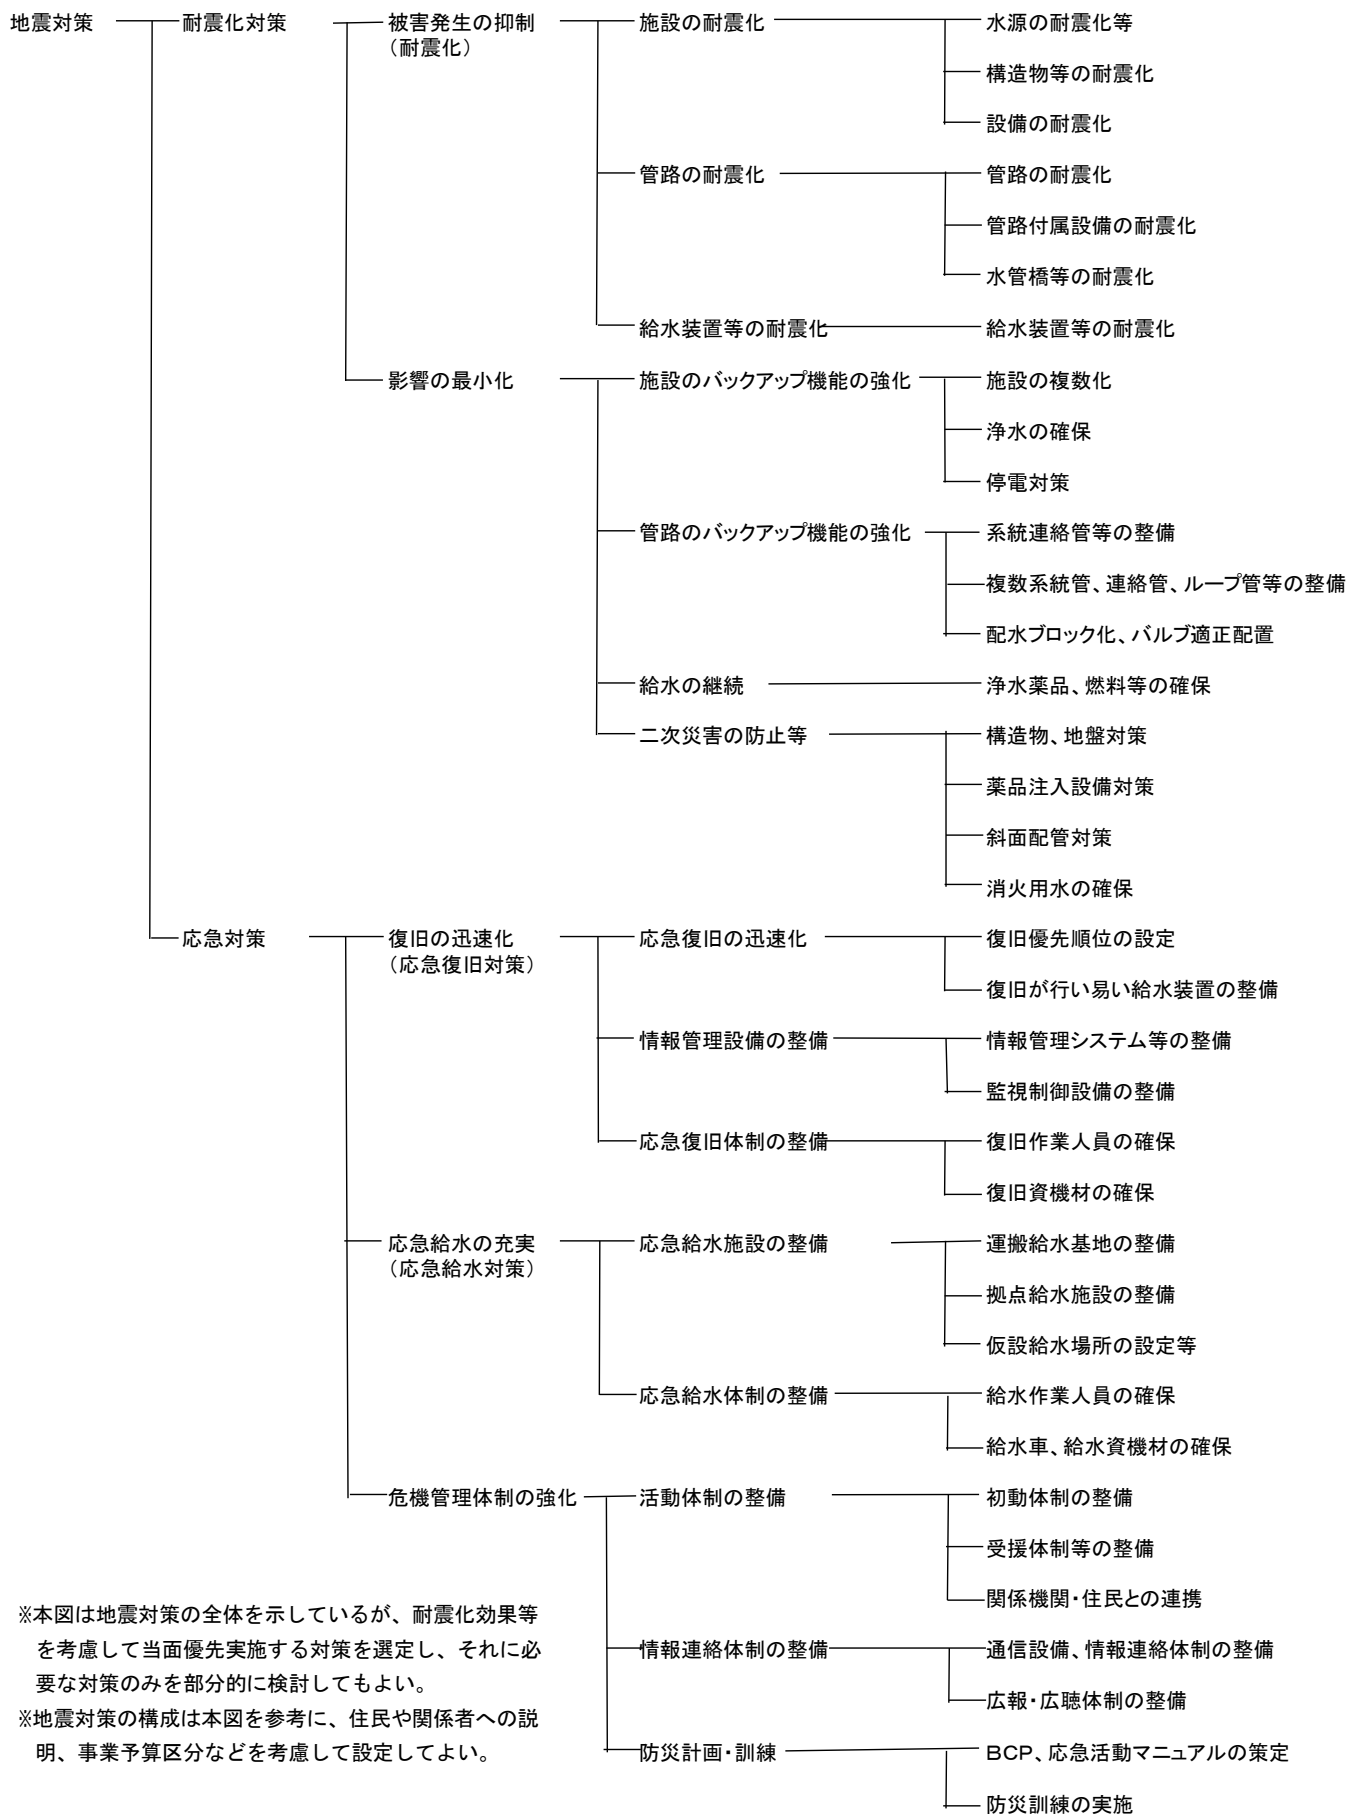 地震対策
耐震化対策
被害発生の抑制
（耐震化）
施設の耐震化
水源の耐震化等
構造物等の耐震化
設備の耐震化
管路の耐震化
管路の耐震化
管路付属設備の耐震化
水管橋等の耐震化
給水装置等の耐震化
給水装置等の耐震化
影響の最小化
施設のバックアップ機能の強化
施設の複数化
浄水の確保
停電対策
管路のバックアップ機能の強化
系統連絡管等の整備
複数系統管、連絡管、ループ管等の整備
配水ブロック化、バルブ適正配置
給水の継続
浄水薬品、燃料等の確保
二次災害の防止等
構造物、地盤対策
薬品注入設備対策
斜面配管対策
消火用水の確保
応急対策
復旧の迅速化
（応急復旧対策）
応急復旧の迅速化
復旧優先順位の設定
復旧が行い易い給水装置の整備
情報管理設備の整備
情報管理システム等の整備
監視制御設備の整備
応急復旧体制の整備
復旧作業人員の確保
復旧資機材の確保
応急給水の充実
（応急給水対策）
応急給水施設の整備
運搬給水基地の整備
拠点給水施設の整備
仮設給水場所の設定等
応急給水体制の整備
給水作業人員の確保
給水車、給水資機材の確保
危機管理体制の強化
活動体制の整備
初動体制の整備
受援体制等の整備
関係機関・住民との連携
情報連絡体制の整備
通信設備、情報連絡体制の整備
広報・広聴体制の整備
防災計画・訓練
BCP、応急活動マニュアルの策定
防災訓練の実施
※本図は地震対策の全体を示しているが、耐震化効果等
を考慮して当面優先実施する対策を選定し、それに必
要な対策のみを部分的に検討してもよい。
※地震対策の構成は本図を参考に、住民や関係者への説
明、事業予算区分などを考慮して設定してよい。